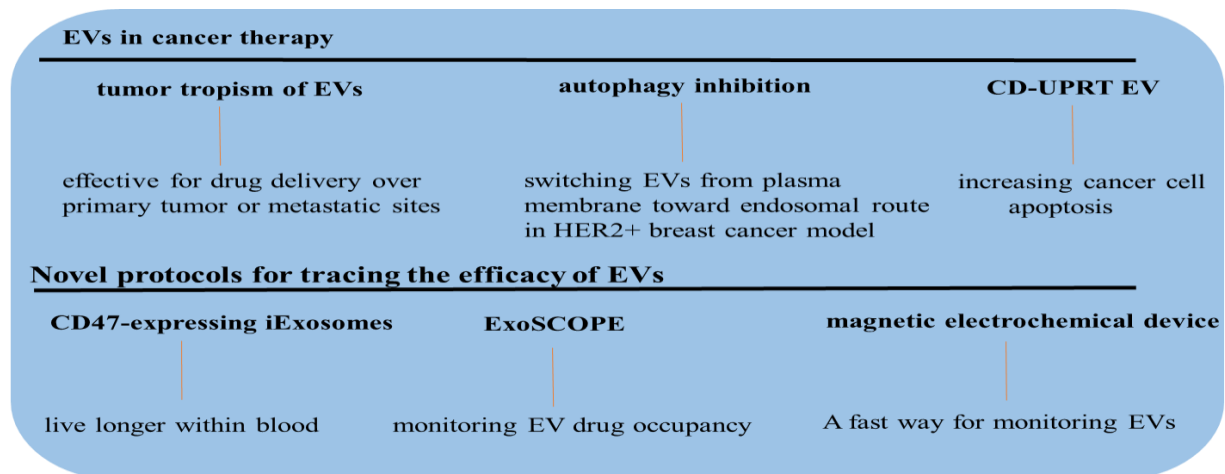 EVs in cancer therapy
tumor tropism of EVs
effective for drug delivery over
primary tumor or metastatic sites
autophagy inhibition
switching EVs from plasma
membrane toward endosomal route
in HER2+ breast cancer model
CD-UPRT EV
increasing cancer cell
apoptosis
Novel protocols for tracing the efficacy of EVs
CD47-expressing iExosomes
live longer within blood
ExoSCOPE
monitoring EV drug occupancy
magnetic electrochemical device
A fast way for monitoring EVs